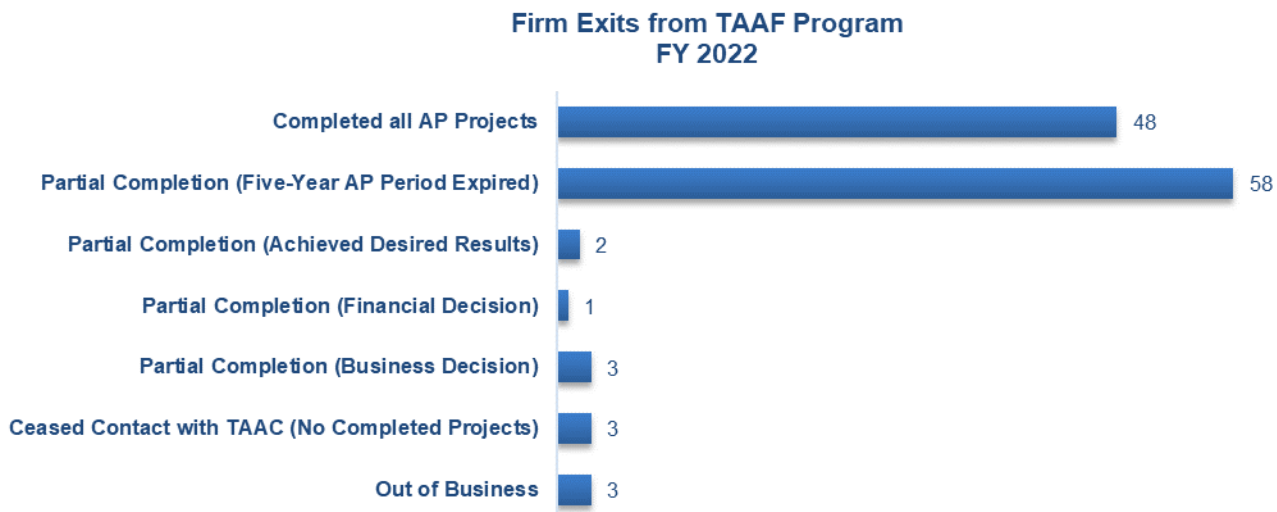 Firm Exits from TAAF Program
FY 2022
Completed all AP Projects 48
Partial Completion (Five-Year AP Period Expired) 58
Partial Completion (Achieved Desired Results) 2
Partial Completion (Financial Decision) 1
Partial Completion (Business Decision) 3
Ceased Contact with TAAC (No Completed Projects) 3
Out of Business 3